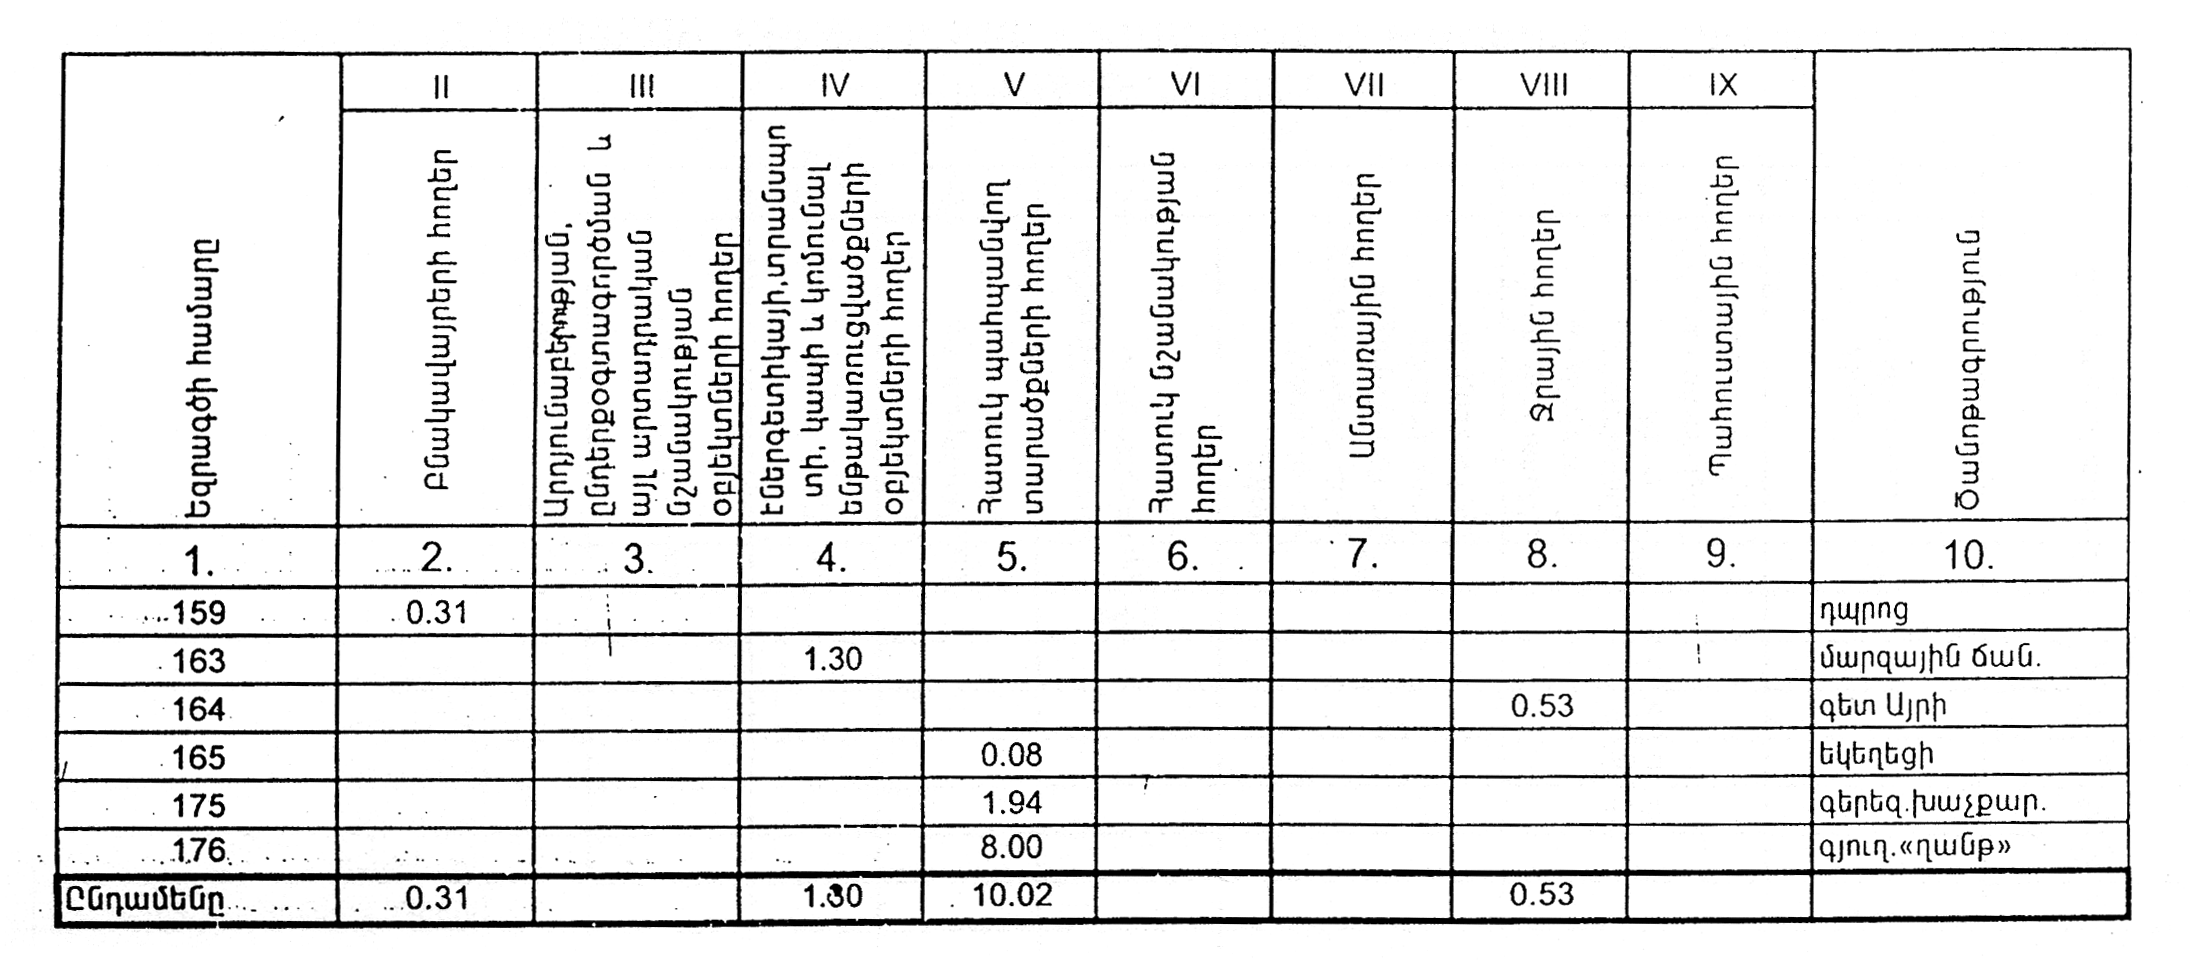 II III IV V VI VII VIII IX
Եզրագծի համարը
Բնակավայրերի հողեր
Արդյունաբերության,
ընդերքօգտագործման և
այլ արտադրական
նշանակության
օբյեկտների հողեր
Էներգետիկայի,տրանսպո
տի, կապի և կոմունալ
ենթակառուցվածքների
օբյեկտների հողեր
Հատուկ պահպանվող
տարածքների հողեր
Հատուկ նշանակության
հողեր
Անտառային հողեր
Ջրային հողեր
Պահուստային հողեր
Ծանոթագրություն
1. 2. 3. 4. 5. 6. 7. 8. 9. 10.
159 0.31 դպրոց
163 1.30 մարզային ճան.
164 0.53 գետ Այրի
165 0.08 եկեղեցի
175 1.94 գերեզ.խաչքար.
176 8.00 գյուղ.«ղանթ»
Ընդամենը 0.31 1.30 10.02 0.53